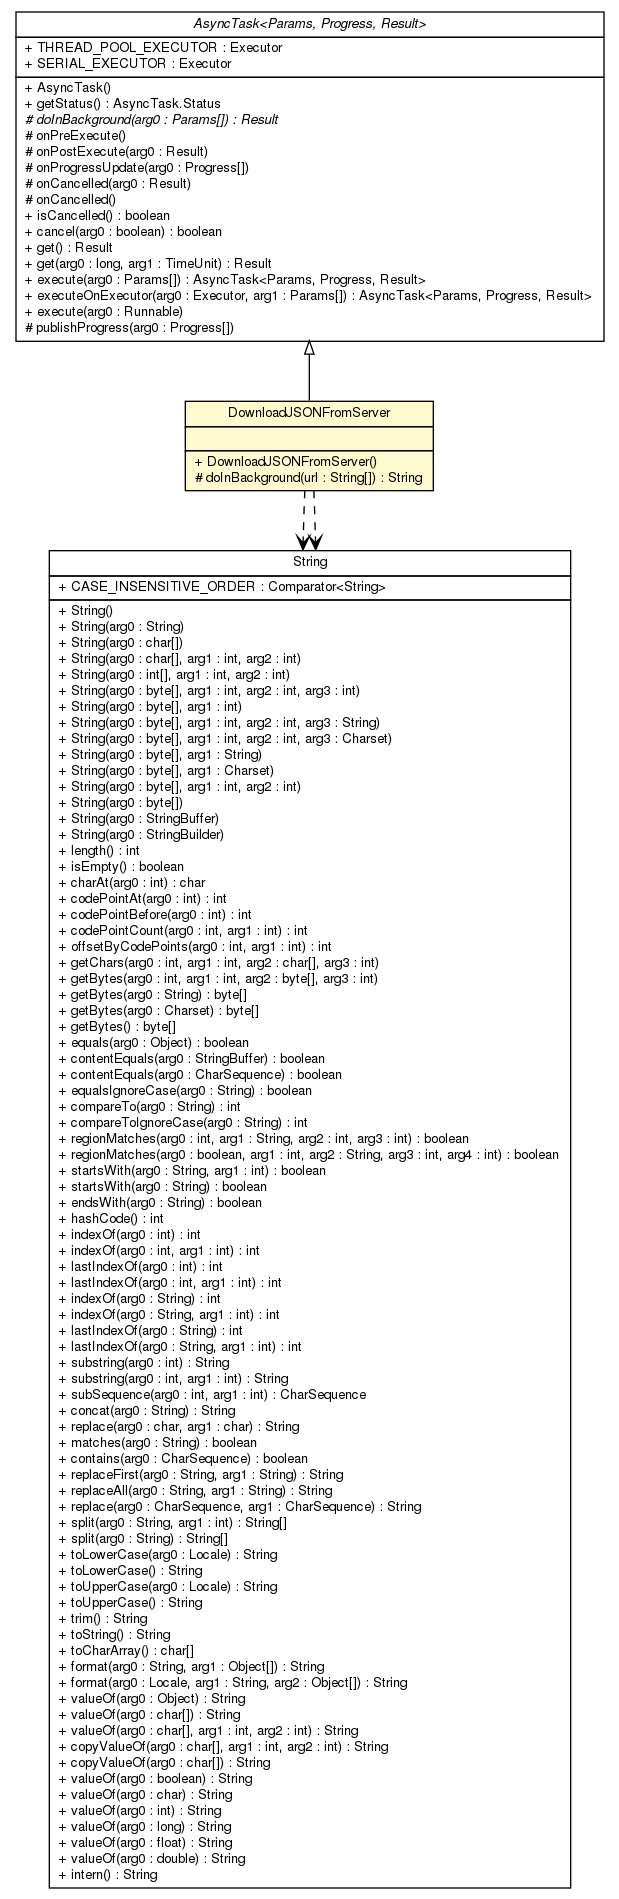 AsyncTask<Params, Progress, Result>
+ THREAD_POOL_EXECUTOR : Executor
+ SERIAL_EXECUTOR : Executor
+ AsyncTask()
+ getStatus() : AsyncTask.Status
# doInBackground(arg0 : Params[]) : Result
# onPreExecute()
# onPostExecute(arg0 : Result)
# onProgressUpdate(arg0 : Progress[])
# onCancelled(arg0 : Result)
# onCancelled()
+ isCancelled() : boolean
+ cancel(arg0 : boolean) : boolean
+ get() : Result
+ get(arg0 : long, arg1 : TimeUnit) : Result
+ execute(arg0 : Params[]) : AsyncTask<Params, Progress, Result>
+ executeOnExecutor(arg0 : Executor, arg1 : Params[]) : AsyncTask<Params, Progress, Result>
+ execute(arg0 : Runnable)
# publishProgress(arg0 : Progress[])
DownloadJSONFromServer
+ DownloadJSONFromServer()
# doInBackground(url : String[]) : String
String
+ CASE_INSENSITIVE_ORDER : Comparator<String>
+ String()
+ String(arg0 : String)
+ String(arg0 : char[])
+ String(arg0 : char[], arg1 : int, arg2 : int)
+ String(arg0 : int[], arg1 : int, arg2 : int)
+ String(arg0 : byte[], arg1 : int, arg2 : int, arg3 : int)
+ String(arg0 : byte[], arg1 : int)
+ String(arg0 : byte[], arg1 : int, arg2 : int, arg3 : String)
+ String(arg0 : byte[], arg1 : int, arg2 : int, arg3 : Charset)
+ String(arg0 : byte[], arg1 : String)
+ String(arg0 : byte[], arg1 : Charset)
+ String(arg0 : byte[], arg1 : int, arg2 : int)
+ String(arg0 : byte[])
+ String(arg0 : StringBuffer)
+ String(arg0 : StringBuilder)
+ length() : int
+ isEmpty() : boolean
+ charAt(arg0 : int) : char
+ codePointAt(arg0 : int) : int
+ codePointBefore(arg0 : int) : int
+ codePointCount(arg0 : int, arg1 : int) : int
+ offsetByCodePoints(arg0 : int, arg1 : int) : int
+ getChars(arg0 : int, arg1 : int, arg2 : char[], arg3 : int)
+ getBytes(arg0 : int, arg1 : int, arg2 : byte[], arg3 : int)
+ getBytes(arg0 : String) : byte[]
+ getBytes(arg0 : Charset) : byte[]
+ getBytes() : byte[]
+ equals(arg0 : Object) : boolean
+ contentEquals(arg0 : StringBuffer) : boolean
+ contentEquals(arg0 : CharSequence) : boolean
+ equalsIgnoreCase(arg0 : String) : boolean
+ compareTo(arg0 : String) : int
+ compareToIgnoreCase(arg0 : String) : int
+ regionMatches(arg0 : int, arg1 : String, arg2 : int, arg3 : int) : boolean
+ regionMatches(arg0 : boolean, arg1 : int, arg2 : String, arg3 : int, arg4 : int) : boolean
+ startsWith(arg0 : String, arg1 : int) : boolean
+ startsWith(arg0 : String) : boolean
+ endsWith(arg0 : String) : boolean
+ hashCode() : int
+ indexOf(arg0 : int) : int
+ indexOf(arg0 : int, arg1 : int) : int
+ lastIndexOf(arg0 : int) : int
+ lastIndexOf(arg0 : int, arg1 : int) : int
+ indexOf(arg0 : String) : int
+ indexOf(arg0 : String, arg1 : int) : int
+ lastIndexOf(arg0 : String) : int
+ lastIndexOf(arg0 : String, arg1 : int) : int
+ substring(arg0 : int) : String
+ substring(arg0 : int, arg1 : int) : String
+ subSequence(arg0 : int, arg1 : int) : CharSequence
+ concat(arg0 : String) : String
+ replace(arg0 : char, arg1 : char) : String
+ matches(arg0 : String) : boolean
+ contains(arg0 : CharSequence) : boolean
+ replaceFirst(arg0 : String, arg1 : String) : String
+ replaceAll(arg0 : String, arg1 : String) : String
+ replace(arg0 : CharSequence, arg1 : CharSequence) : String
+ split(arg0 : String, arg1 : int) : String[]
+ split(arg0 : String) : String[]
+ toLowerCase(arg0 : Locale) : String
+ toLowerCase() : String
+ toUpperCase(arg0 : Locale) : String
+ toUpperCase() : String
+ trim() : String
+ toString() : String
+ toCharArray() : char[]
+ format(arg0 : String, arg1 : Object[]) : String
+ format(arg0 : Locale, arg1 : String, arg2 : Object[]) : String
+ valueOf(arg0 : Object) : String
+ valueOf(arg0 : char[]) : String
+ valueOf(arg0 : char[], arg1 : int, arg2 : int) : String
+ copyValueOf(arg0 : char[], arg1 : int, arg2 : int) : String
+ copyValueOf(arg0 : char[]) : String
+ valueOf(arg0 : boolean) : String
+ valueOf(arg0 : char) : String
+ valueOf(arg0 : int) : String
+ valueOf(arg0 : long) : String
+ valueOf(arg0 : float) : String
+ valueOf(arg0 : double) : String
+ intern() : String